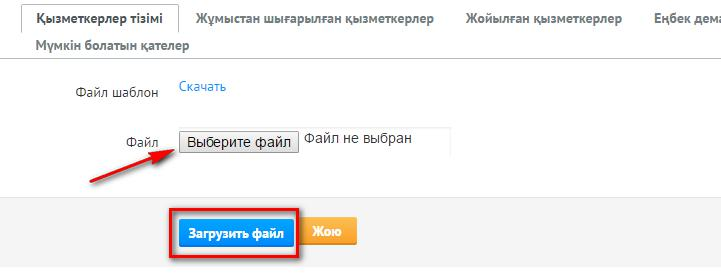 Қызметкерлер тізімі Жұмыстан шығарылған қызметкерлер Жойылған қызметкерлер Еңбек дема
Мүмкін болатын қателер
Файл шаблон Скачать
Файл Выберите файл Файл не выбран
Загрузить файл Жою